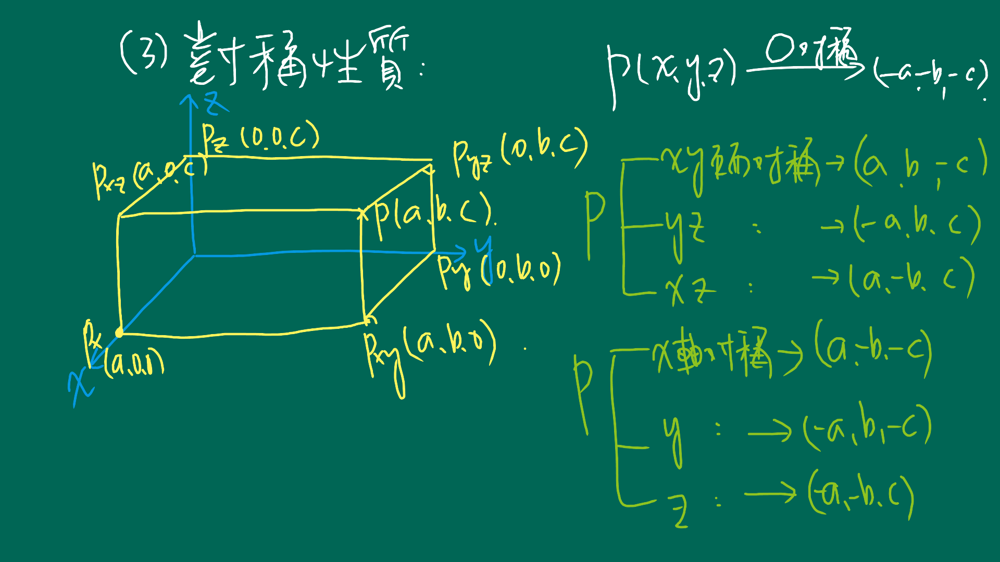 (3) 對稱性質:
z
Pz (0.0.c)
Pxz (a,0.c)
Pyz (0.b.c)
P(a.b.c).
y
Py (0.b.0)
Px
(a.0.0)
x
Pxy (a.b.0)
P(x.y.z) O對稱→ (-a.-b,-c).
P
xy面對稱→(a.b,-c)
yz : →(-a.b.c)
xz : →(a.-b.c)
P
x軸對稱→(a.-b.-c)
y : →(-a,b,-c)
z : →(-a,-b.c)